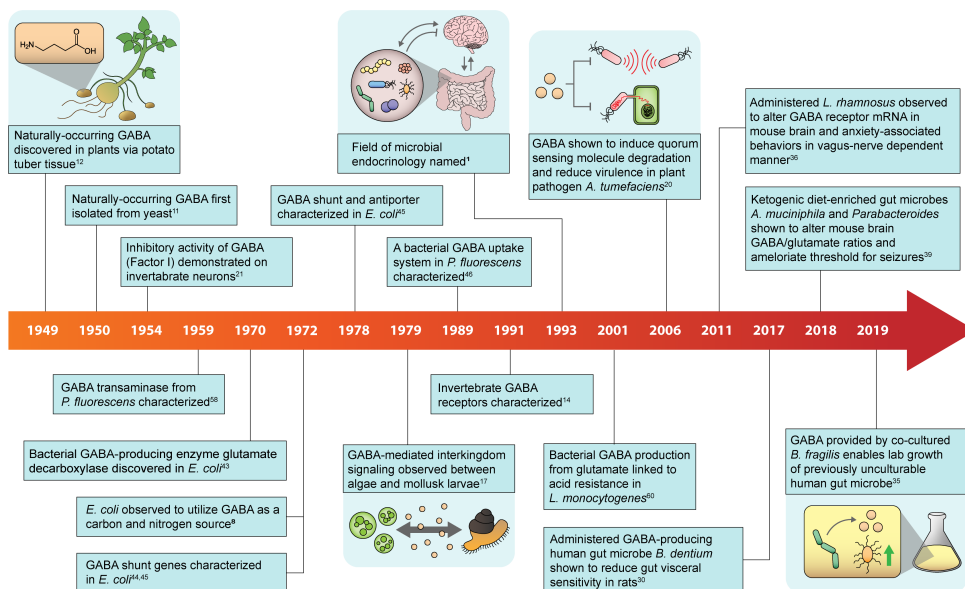 H₂N
O
OH
Naturally-occurring GABA
discovered in plants via potato
tuber tissue¹²
Naturally-occurring GABA first
isolated from yeast¹¹
Inhibitory activity of GABA
(Factor I) demonstrated on
invertabrate neurons²¹
GABA shunt and antiporter
characterized in E. coli⁴⁵
Field of microbial
endocrinology named¹
A bacterial GABA uptake
system in P. fluorescens
characterized⁴⁶
GABA shown to induce quorum
sensing molecule degradation
and reduce virulence in plant
pathogen A. tumefaciens²⁰
Administered L. rhamnosus observed
to alter GABA receptor mRNA in
mouse brain and anxiety-associated
behaviors in vagus-nerve dependent
manner³⁶
Ketogenic diet-enriched gut microbes
A. muciniphila and Parabacteroides
shown to alter mouse brain
GABA/glutamate ratios and
ameloriate threshold for seizures³⁹
1949 1950 1954 1959 1970 1972 1978 1979 1989 1991 1993 2001 2006 2011 2017 2018 2019
GABA transaminase from
P. fluorescens characterized⁵⁸
Bacterial GABA-producing enzyme glutamate
decarboxylase discovered in E. coli⁴³
E. coli observed to utilize GABA as a
carbon and nitrogen source⁸
GABA shunt genes characterized
in E. coli⁴⁴,⁴⁵
GABA-mediated interkingdom
signaling observed between
algae and mollusk larvae¹⁷
Invertebrate GABA
receptors characterized¹⁴
Bacterial GABA production
from glutamate linked to
acid resistance in
L. monocytogenes⁶⁰
Administered GABA-producing
human gut microbe B. dentium
shown to reduce gut visceral
sensitivity in rats³⁰
GABA provided by co-cultured
B. fragilis enables lab growth
of previously unculturable
human gut microbe³⁵